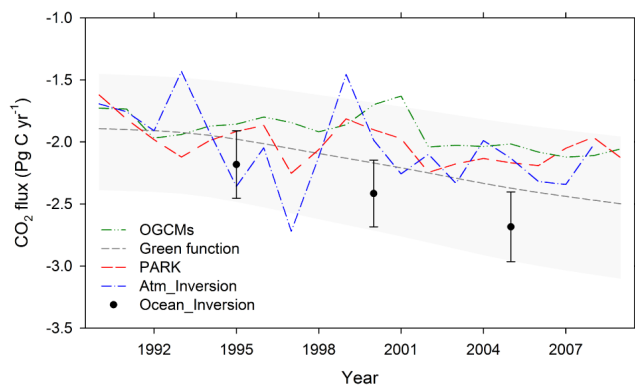 -1.0
-1.5
-2.0
-2.5
-3.0
-3.5
CO₂ flux (Pg C yr⁻¹)
OGCMs
Green function
PARK
Atm_Inversion
Ocean_Inversion
1992 1995 1998 2001 2004 2007
Year